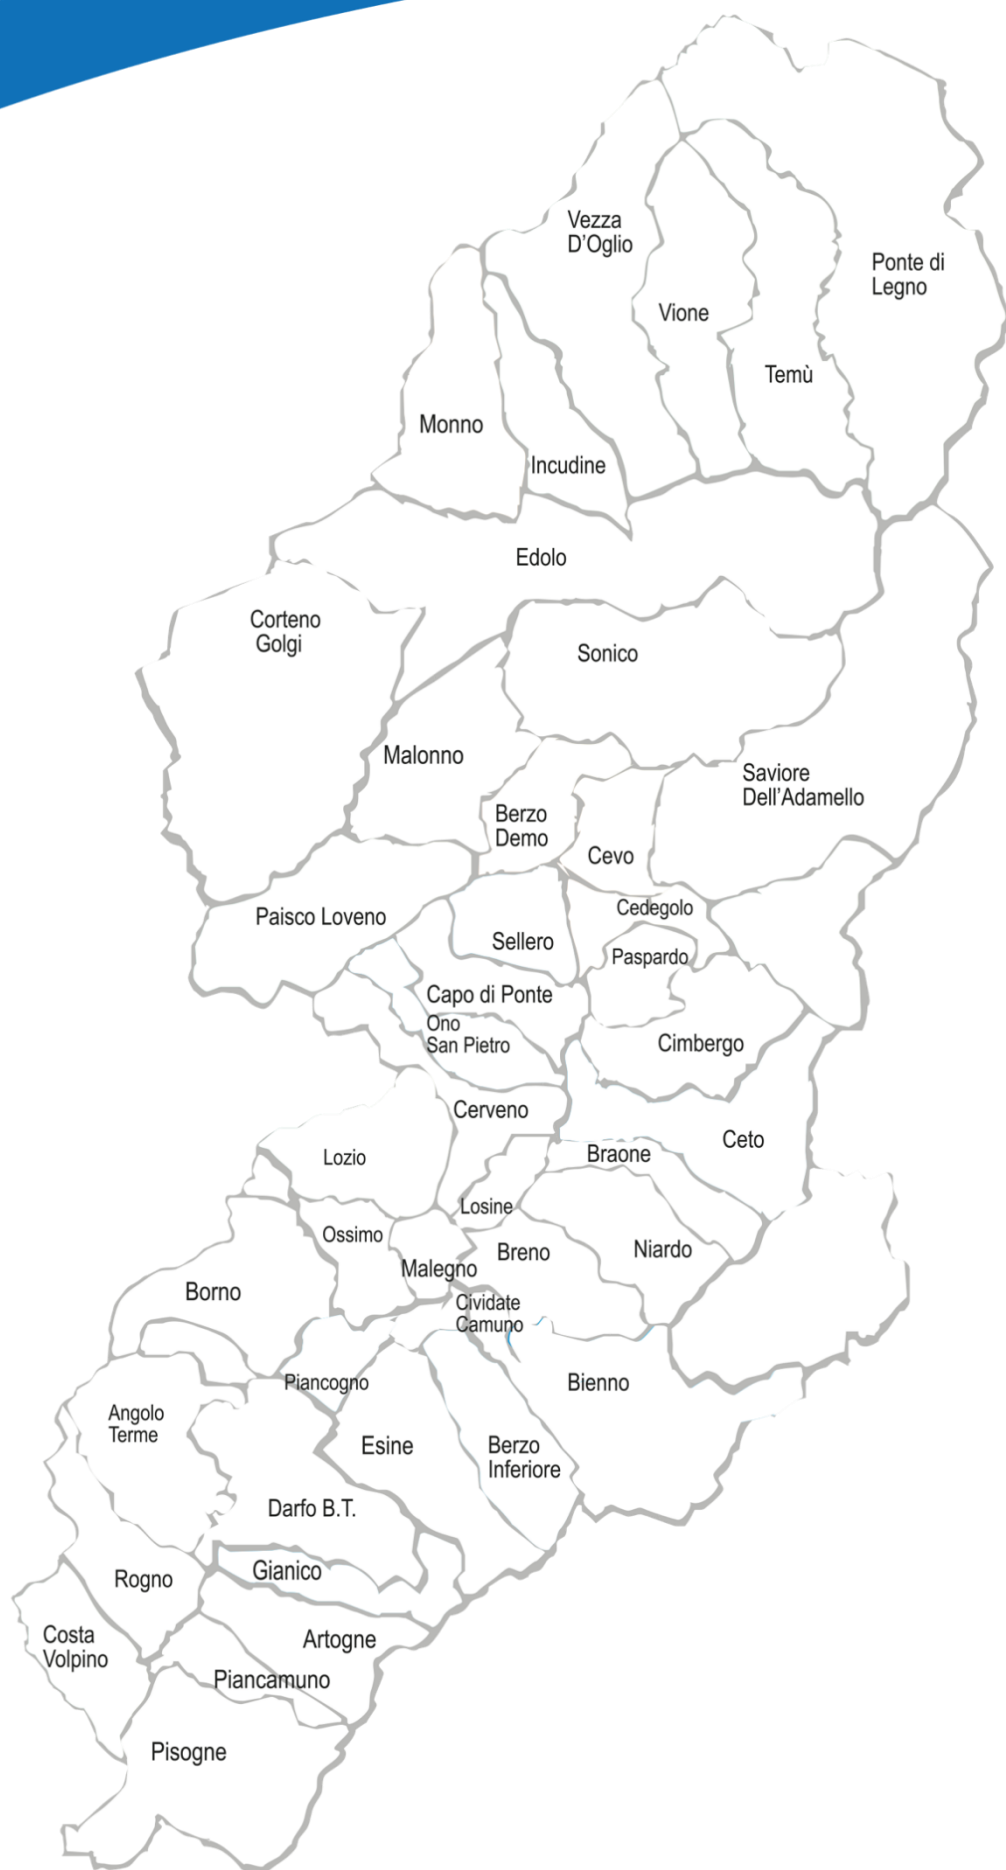 Vezza
D'Oglio
Ponte di
Legno
Vione
Temù
Monno
Incudine
Edolo
Corteno
Golgi
Sonico
Malonno
Saviore
Dell'Adamello
Berzo
Demo
Cevo
Cedegolo
Paisco Loveno
Sellero
Paspardo
Capo di Ponte
Ono
San Pietro
Cimbergo
Cerveno
Ceto
Braone
Lozio
Losine
Ossimo
Breno
Niardo
Malegno
Borno
Cividate
Camuno
Piancogno
Bienno
Angolo
Terme
Esine
Berzo
Inferiore
Darfo B.T.
Gianico
Rogno
Costa
Volpino
Artogne
Piancamuno
Pisogne